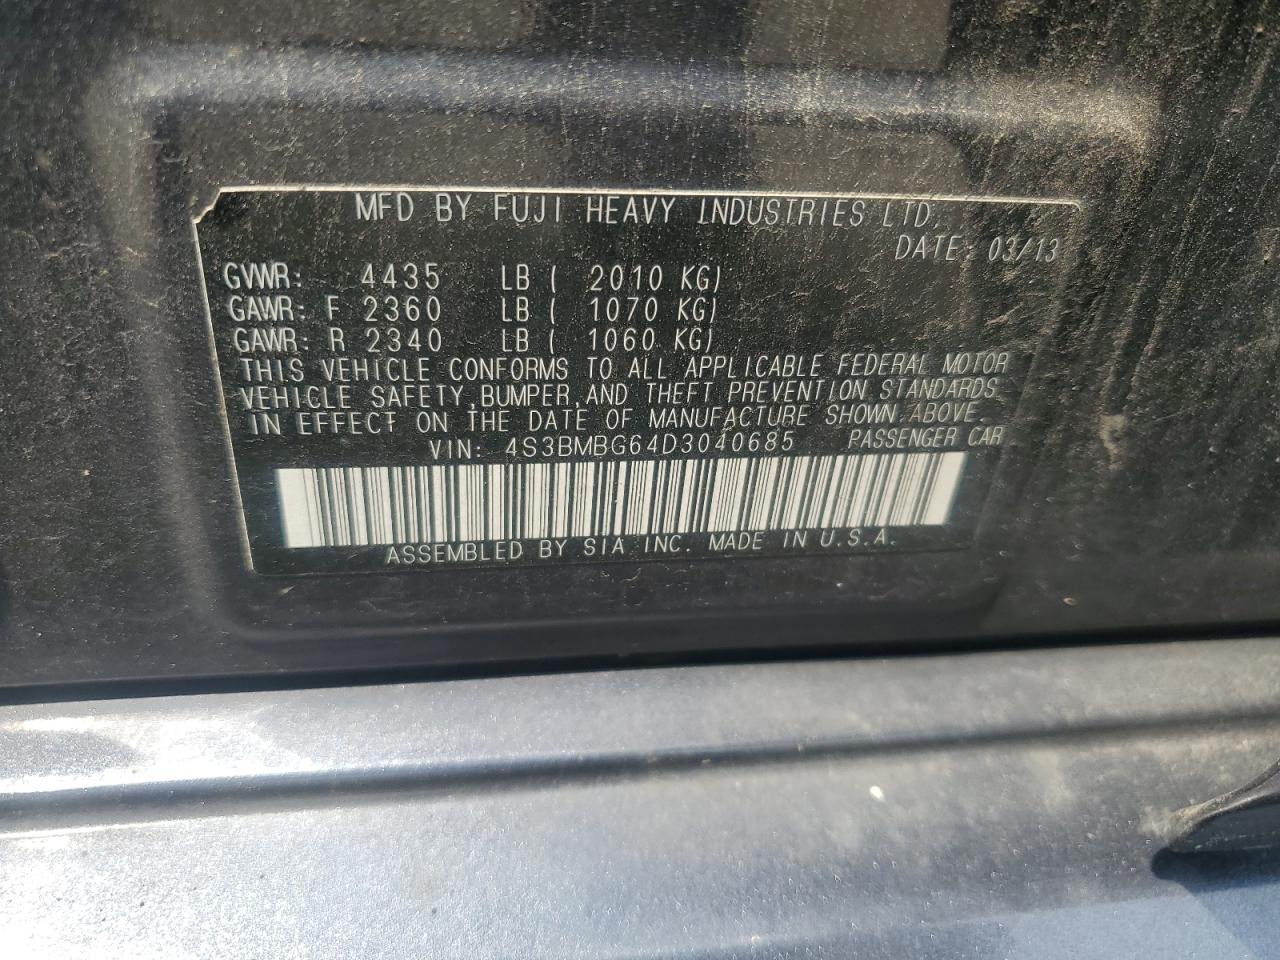 MFD BY FUJI HEAVY INDUSTRIES LTD.
DATE: 03/13
GVWR: 4435 LB ( 2010 KG)
GAWR: F 2360 LB ( 1070 KG)
GAWR: R 2340 LB ( 1060 KG)
THIS VEHICLE CONFORMS TO ALL APPLICABLE FEDERAL MOTOR
VEHICLE SAFETY,BUMPER,AND THEFT PREVENTION STANDARDS
IN EFFECT ON THE DATE OF MANUFACTURE SHOWN ABOVE.
VIN: 4S3BMBG64D3040685 PASSENGER CAR
ASSEMBLED BY SIA INC. MADE IN U.S.A.